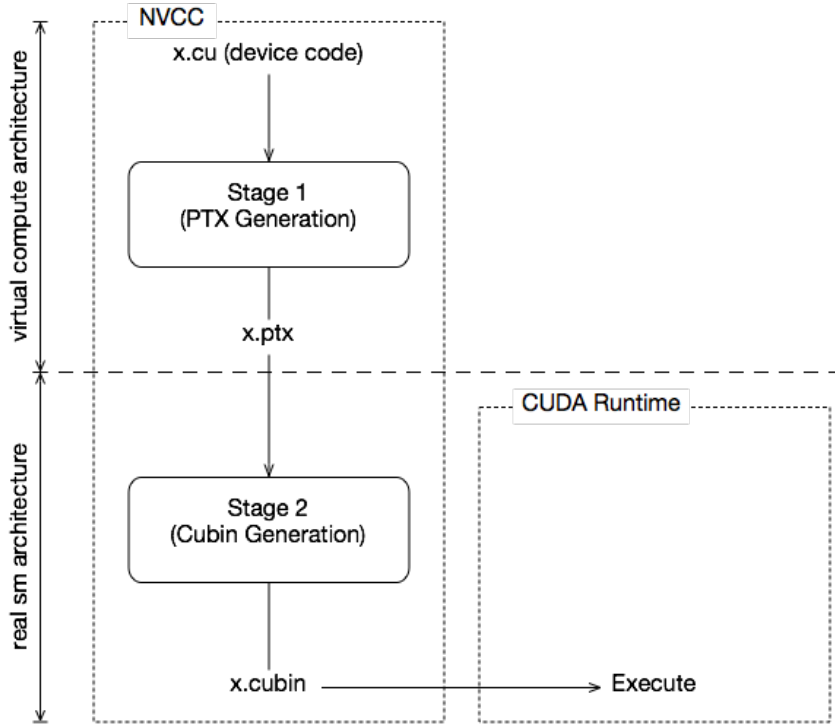 NVCC
x.cu (device code)
virtual compute architecture
Stage 1
(PTX Generation)
x.ptx
CUDA Runtime
real sm architecture
Stage 2
(Cubin Generation)
x.cubin
Execute